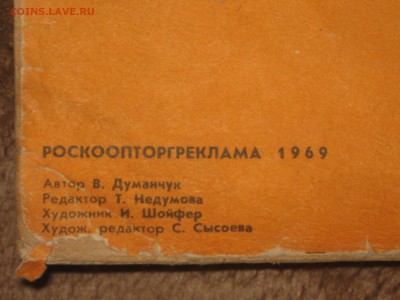 COINS.LAVE.RU
РОСКООПТОРГРЕКЛАМА 1969
Автор В. Думанчук
Редактор Т. Недумова
Художник И. Шойфер
Худож. редактор С. Сысоева